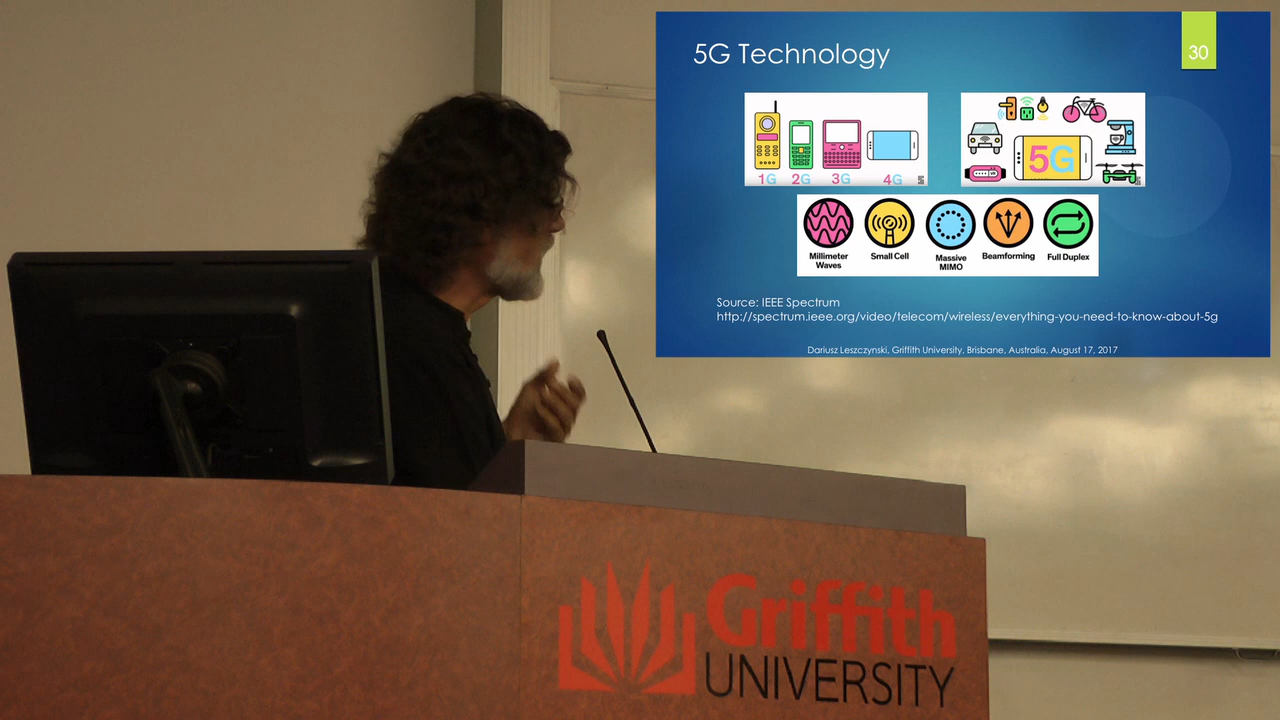 5G Technology
30
1G 2G 3G 4G
5G
Millimeter
Waves
Small Cell
Massive
MIMO
Beamforming
Full Duplex
Source: IEEE Spectrum
http://spectrum.ieee.org/video/telecom/wireless/everything-you-need-to-know-about-5g
Dariusz Leszczynski, Griffith University, Brisbane, Australia, August 17, 2017
Griffith
UNIVERSITY